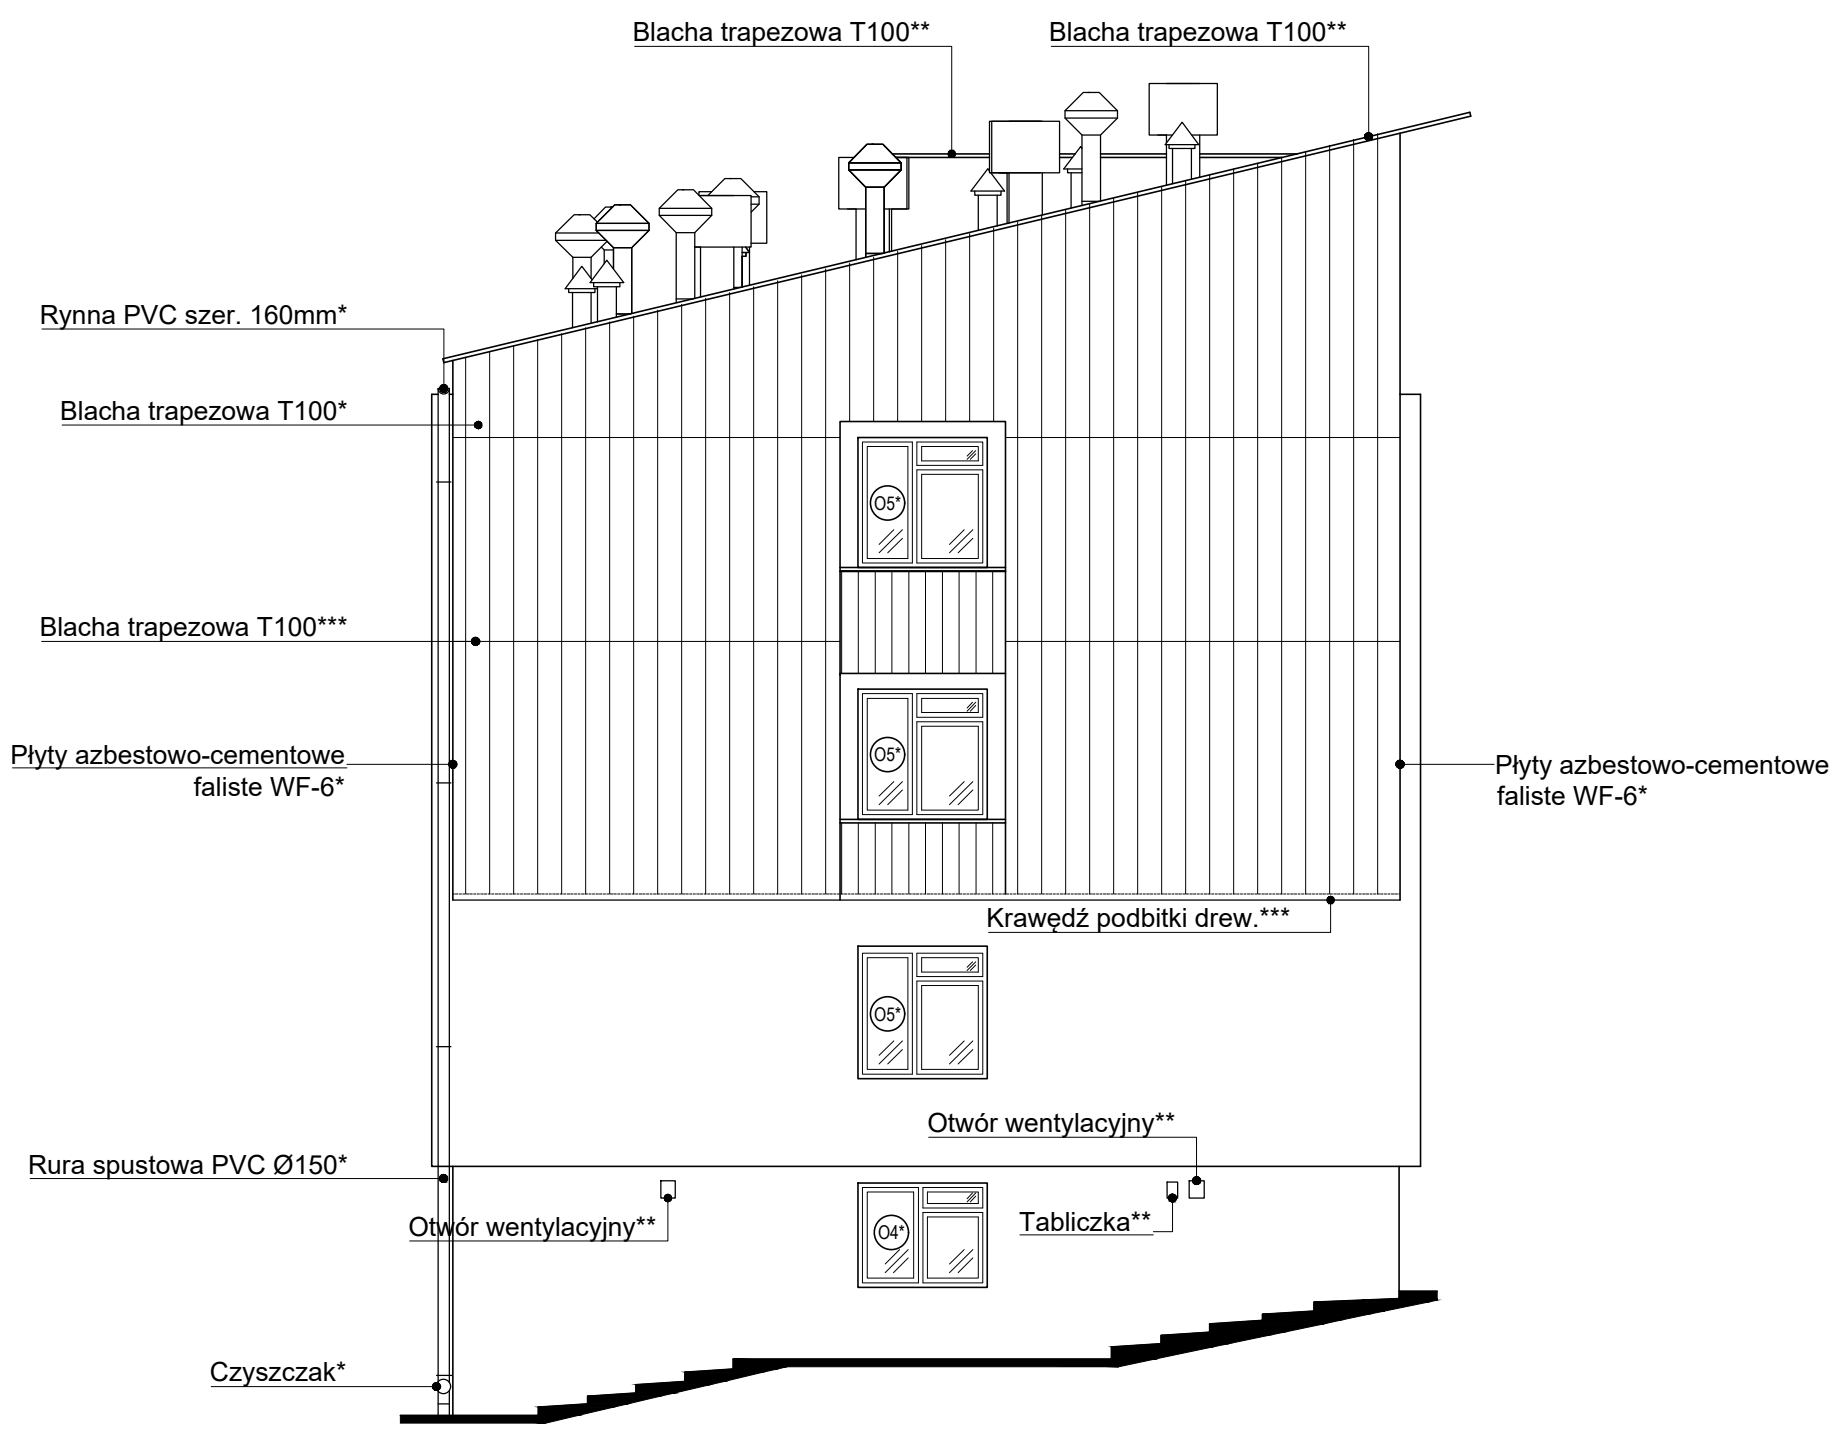 Blacha trapezowa T100**
Blacha trapezowa T100**
Rynna PVC szer. 160mm*
Blacha trapezowa T100*
O5*
Blacha trapezowa T100***
Płyty azbestowo-cementowe
faliste WF-6*
O5*
Płyty azbestowo-cementowe
faliste WF-6*
Krawędź podbitki drew.***
O5*
Otwór wentylacyjny**
Rura spustowa PVC Ø150*
Otwór wentylacyjny**
O4*
Tabliczka**
Czyszczak*